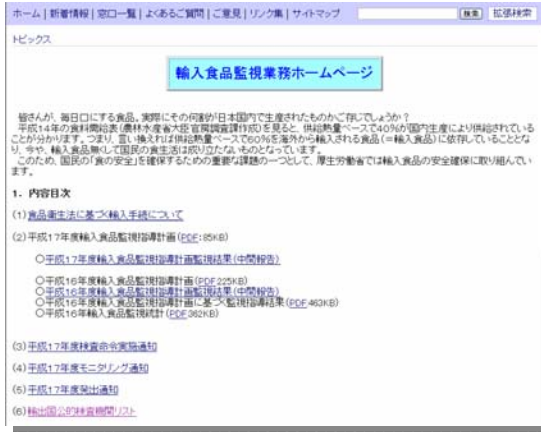 ホーム | 新着情報 | 窓口一覧 | よくあるご質問 | ご意見 | リンク集 | サイトマップ 検索 拡張検索
トピックス
輸入食品監視業務ホームページ
皆さんが、毎日口にする食品。実際にその何割が日本国内で生産されたものかご存じでしょうか？
平成14年の食料需給表(農林水産省大臣官房調査課作成)を見ると、供給熱量ベースで40%が国内生産により供給されている
ことが分かります。つまり、言い換えれば供給熱量ベースで60%を海外から輸入される食品(＝輸入食品)に依存していることとな
り、今や、輸入食品無くして国民の食生活は成り立たないものとなっています。
このため、国民の「食の安全」を確保するための重要な課題の一つとして、厚生労働省では輸入食品の安全確保に取り組んでい
ます。
1. 内容目次
(1)食品衛生法に基づく輸入手続について
(2)平成17年度輸入食品監視指導計画(PDF:85KB)
○平成17年度輸入食品監視指導計画監視結果(中間報告)
○平成16年度輸入食品監視指導計画(PDF225KB)
○平成16年度輸入食品監視指導計画監視結果(中間報告)
○平成16年度輸入食品監視指導計画に基づく監視指導結果(PDF463KB)
○平成16年輸入食品監視統計(PDF362KB)
(3)平成17年度検査命令実施通知
(4)平成17年度モニタリング通知
(5)平成17年度発出通知
(6)輸出国公的検査機関リスト